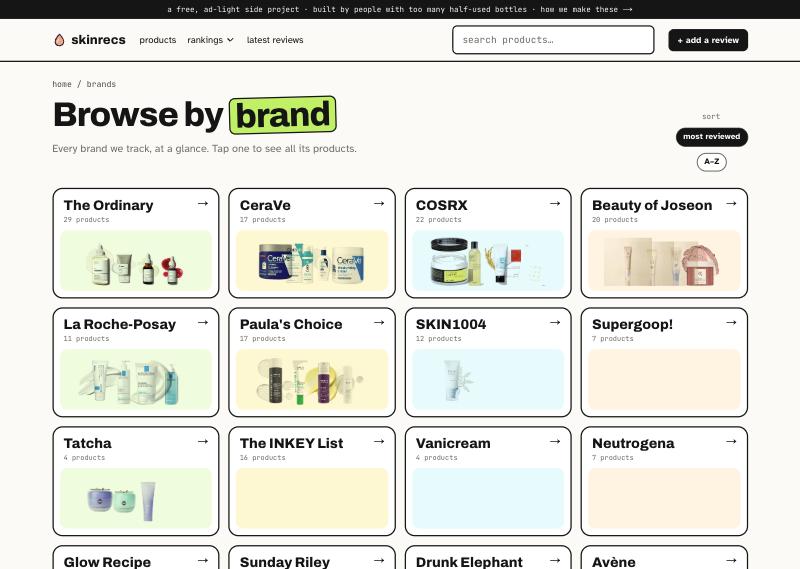 a free, ad-light side project · built by people with too many half-used bottles · how we make these →
skinrecs
products
rankings
latest reviews
search products…
+ add a review
home / brands
Browse by brand
Every brand we track, at a glance. Tap one to see all its products.
sort
most reviewed
A–Z
The Ordinary →
29 products
CeraVe →
17 products
COSRX →
22 products
Beauty of Joseon →
20 products
CeraVe
La Roche-Posay →
11 products
Paula's Choice →
17 products
SKIN1004 →
12 products
Supergoop! →
7 products
Tatcha →
4 products
The INKEY List →
16 products
Vanicream →
4 products
Neutrogena →
7 products
Glow Recipe →
Sunday Riley →
Drunk Elephant →
Avène →